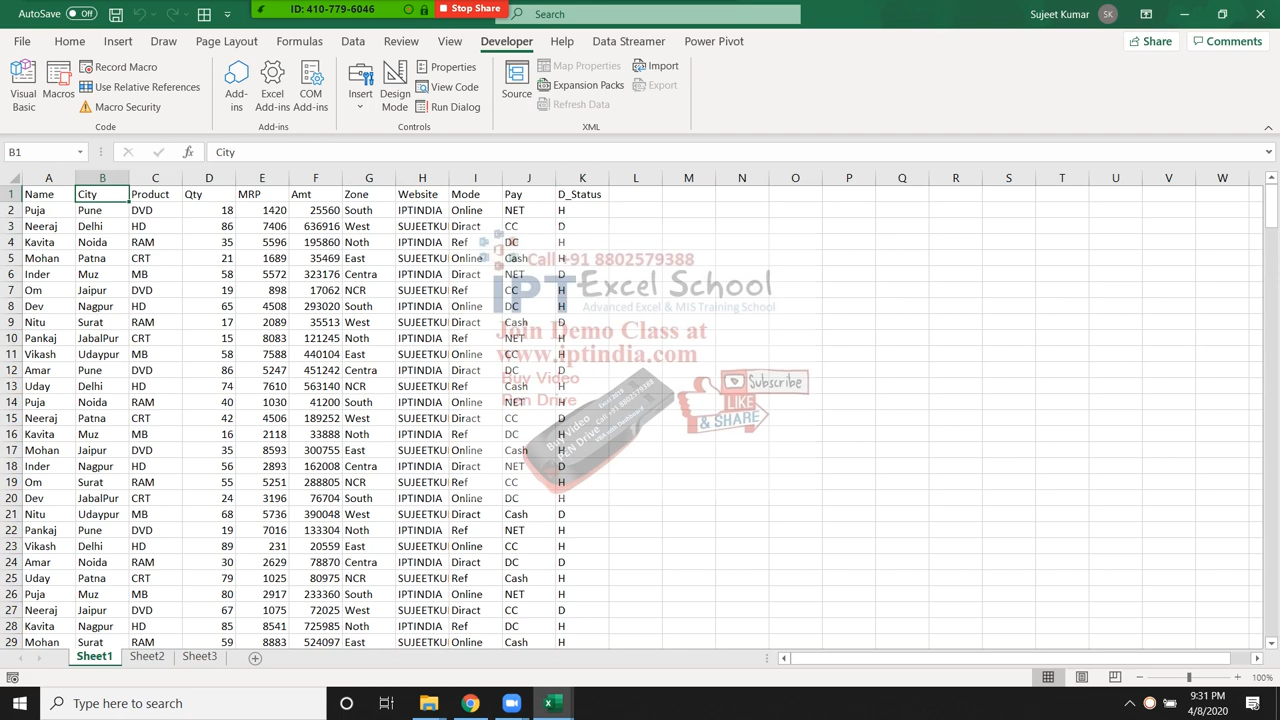 AutoSave Off
ID: 410-779-6046
Stop Share
Search
Sujeet Kumar SK
File Home Insert Draw Page Layout Formulas Data Review View Developer Help Data Streamer Power Pivot Share Comments
Visual Basic
Macros
Record Macro
Use Relative References
Macro Security
Code
Add-ins
Excel Add-ins
COM Add-ins
Add-ins
Insert
Design Mode
Properties
View Code
Run Dialog
Controls
Source
Map Properties
Expansion Packs
Refresh Data
Import
Export
XML
B1 fx City
A B C D E F G H I J K L M N O P Q R S T U V W
1 Name City Product Qty MRP Amt Zone Website Mode Pay D_Status
2 Puja Pune DVD 18 1420 25560 South IPTINDIA Online NET H
3 Neeraj Delhi HD 86 7406 636916 West SUJEETKU Diract CC D
4 Kavita Noida RAM 35 5596 195860 Noth IPTINDIA Ref DC H
5 Mohan Patna CRT 21 1689 35469 East SUJEETKU Online Cash H
6 Inder Muz MB 58 5572 323176 Centra IPTINDIA Diract NET D
7 Om Jaipur DVD 19 898 17062 NCR SUJEETKU Ref CC H
8 Dev Nagpur HD 65 4508 293020 South IPTINDIA Online DC H
9 Nitu Surat RAM 17 2089 35513 West SUJEETKU Diract Cash D
10 Pankaj JabalPur CRT 15 8083 121245 Noth IPTINDIA Ref NET H
11 Vikash Udaypur MB 58 7588 440104 East SUJEETKU Online CC H
12 Amar Pune DVD 86 5247 451242 Centra IPTINDIA Diract DC D
13 Uday Delhi HD 74 7610 563140 NCR SUJEETKU Ref Cash H
14 Puja Noida RAM 40 1030 41200 South IPTINDIA Online NET H
15 Neeraj Patna CRT 42 4506 189252 West SUJEETKU Diract CC D
16 Kavita Muz MB 16 2118 33888 Noth IPTINDIA Ref DC H
17 Mohan Jaipur DVD 35 8593 300755 East SUJEETKU Online Cash H
18 Inder Nagpur HD 56 2893 162008 Centra IPTINDIA Diract NET D
19 Om Surat RAM 55 5251 288805 NCR SUJEETKU Ref CC H
20 Dev JabalPur CRT 24 3196 76704 South IPTINDIA Online DC H
21 Nitu Udaypur MB 68 5736 390048 West SUJEETKU Diract Cash D
22 Pankaj Pune DVD 19 7016 133304 Noth IPTINDIA Ref NET H
23 Vikash Delhi HD 89 231 20559 East SUJEETKU Online CC H
24 Amar Noida RAM 30 2629 78870 Centra IPTINDIA Diract DC D
25 Uday Patna CRT 79 1025 80975 NCR SUJEETKU Ref Cash H
26 Puja Muz MB 80 2917 233360 South IPTINDIA Online NET H
27 Neeraj Jaipur DVD 67 1075 72025 West SUJEETKU Diract CC D
28 Kavita Nagpur HD 85 8541 725985 Noth IPTINDIA Ref DC H
29 Mohan Surat RAM 59 8883 524097 East SUJEETKU Online Cash H
Call +91 8802579388
iPT Excel School
Advanced Excel & MIS Training School
Join Demo Class at
www.iptindia.com
Buy Video
Pen Drive
Buy Video
PEN Drive
Call +91 8802579388
Subscribe
LIKE
& SHARE
Sheet1 Sheet2 Sheet3
100%
Type here to search
9:31 PM
4/8/2020